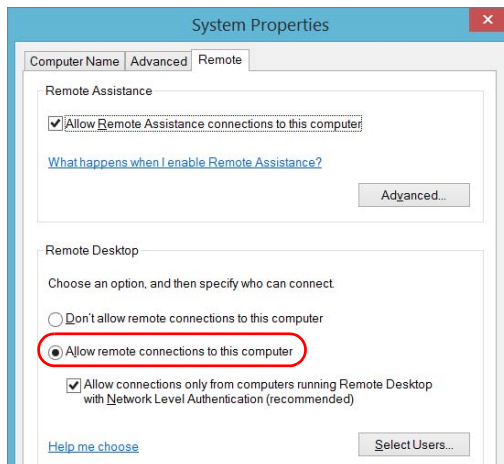 System Properties
Computer Name Advanced Remote
Remote Assistance
Allow Remote Assistance connections to this computer
What happens when I enable Remote Assistance?
Advanced...
Remote Desktop
Choose an option, and then specify who can connect.
Don't allow remote connections to this computer
Allow remote connections to this computer
Allow connections only from computers running Remote Desktop
with Network Level Authentication (recommended)
Help me choose
Select Users...